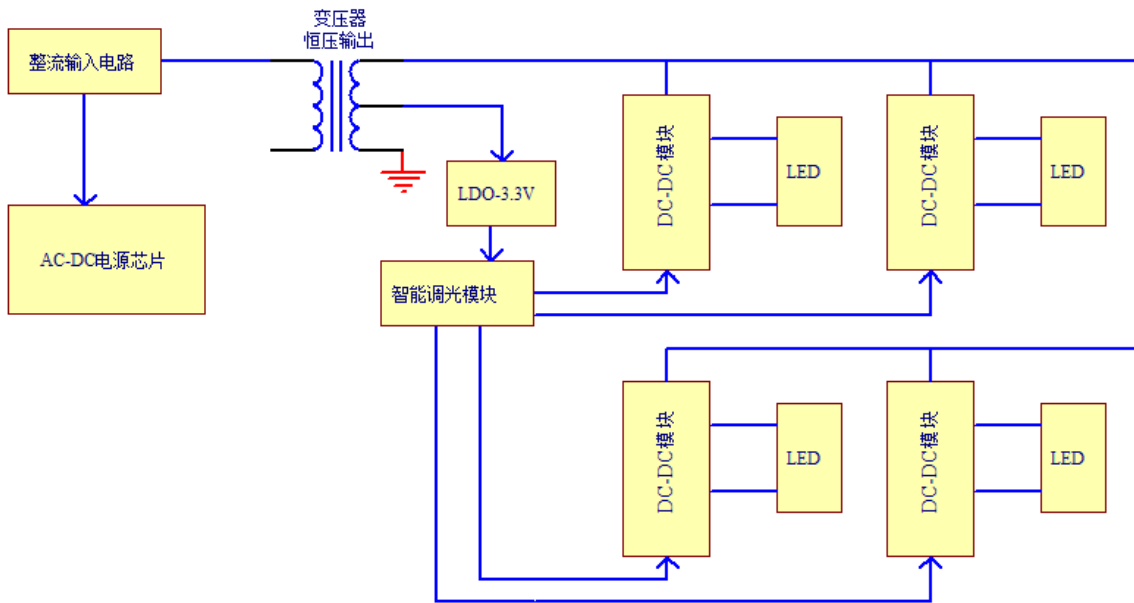 变压器
恒压输出
整流输入电路
AC-DC电源芯片
LDO-3.3V
智能调光模块
DC-DC模块
LED
DC-DC模块
LED
DC-DC模块
LED
DC-DC模块
LED